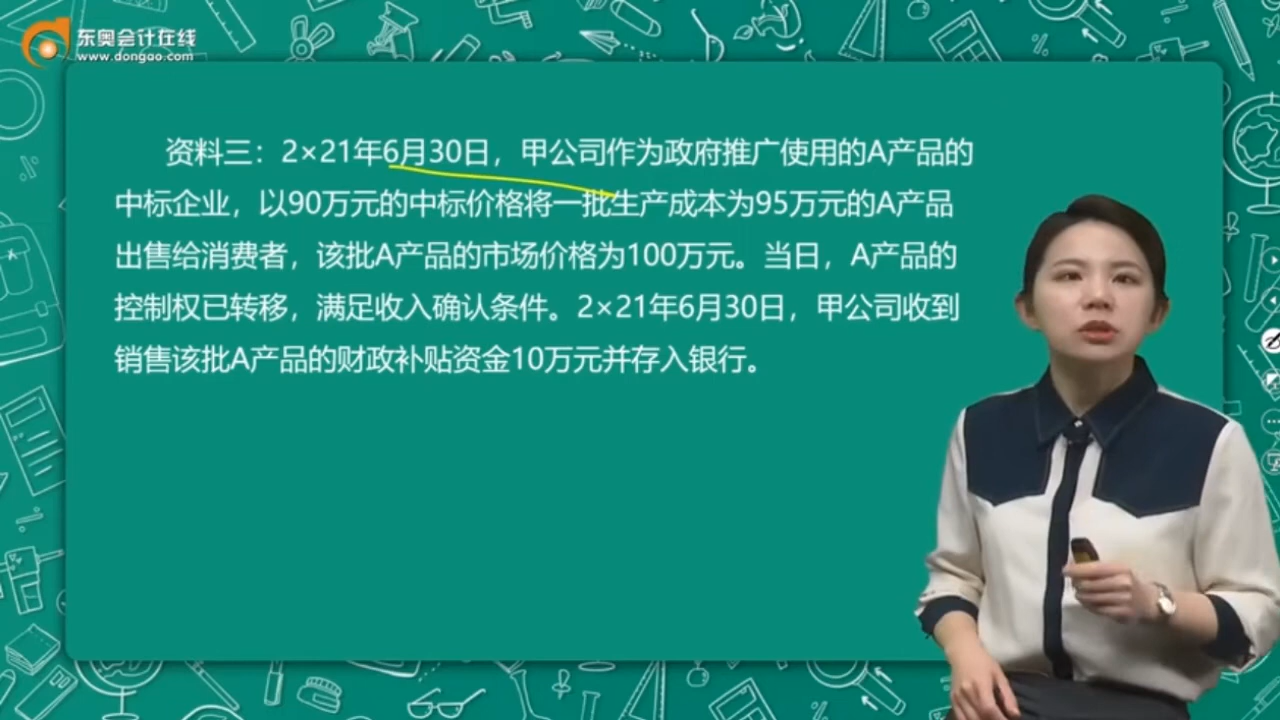 东奥会计在线
www.dongao.com
资料三：2×21年6月30日，甲公司作为政府推广使用的A产品的
中标企业，以90万元的中标价格将一批生产成本为95万元的A产品
出售给消费者，该批A产品的市场价格为100万元。当日，A产品的
控制权已转移，满足收入确认条件。2×21年6月30日，甲公司收到
销售该批A产品的财政补贴资金10万元并存入银行。